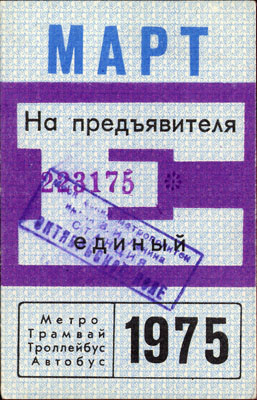 МАРТ
На предъявителя
223175
единый
Метро
Трамвай
Троллейбус
Автобус
1975